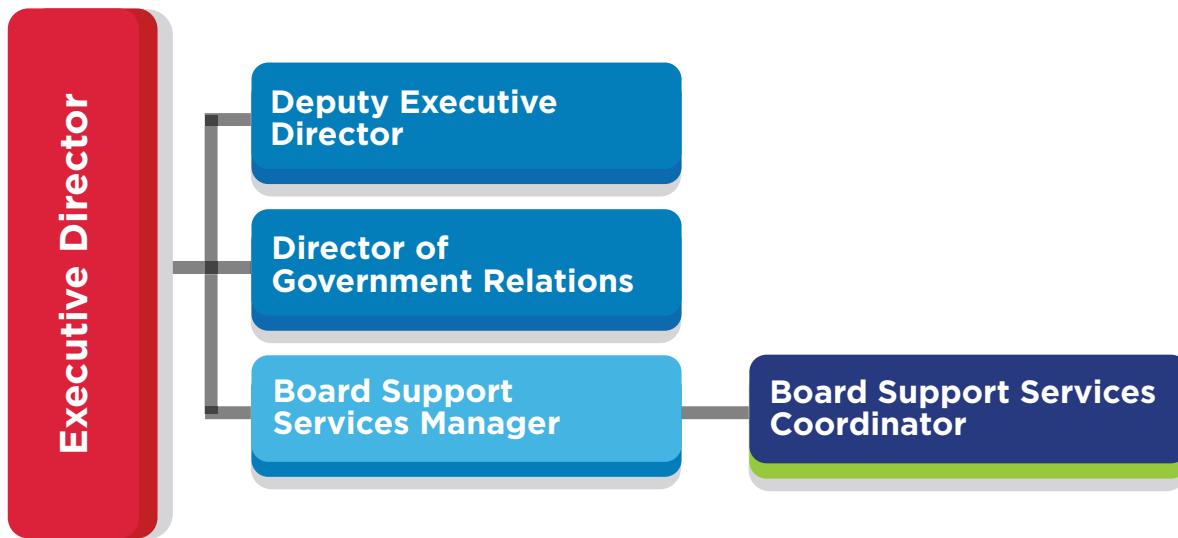 Executive Director
Deputy Executive
Director
Director of
Government Relations
Board Support
Services Manager
Board Support Services
Coordinator